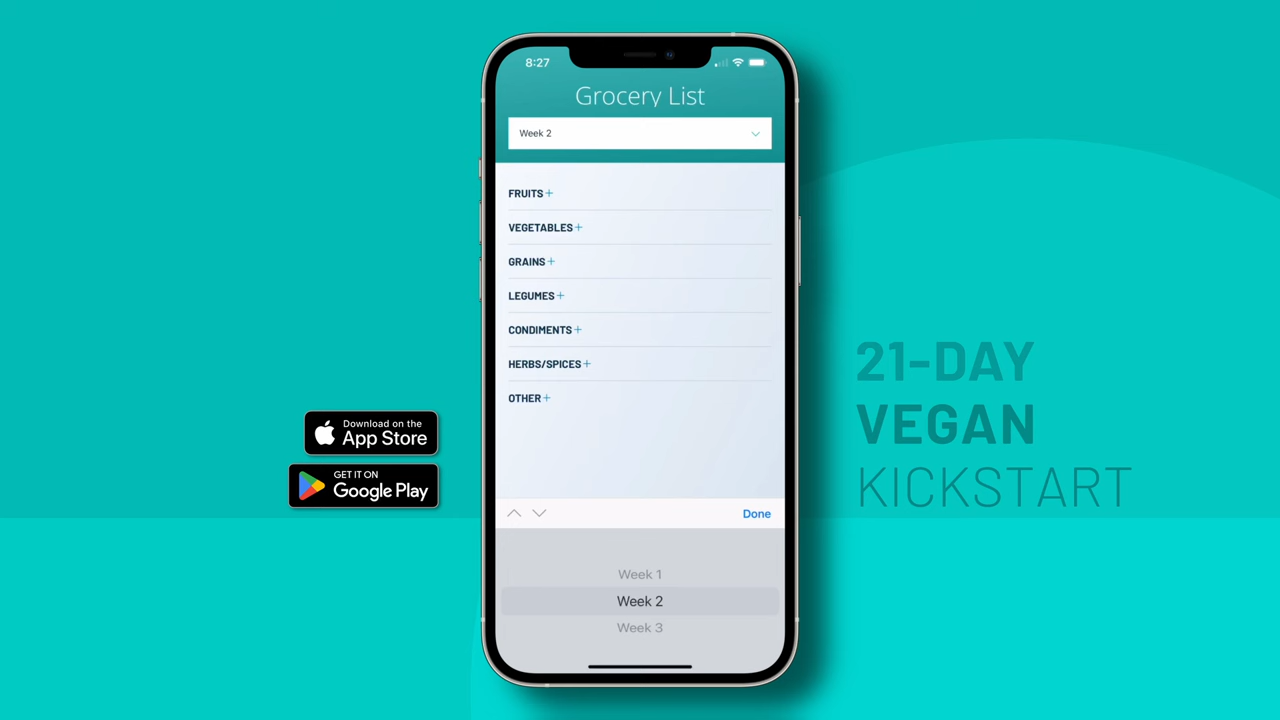 8:27
Grocery List
Week 2
FRUITS+
VEGETABLES+
GRAINS+
LEGUMES+
CONDIMENTS+
HERBS/SPICES+
OTHER+
Done
Week 1
Week 2
Week 3
Download on the
App Store
GET IT ON
Google Play
21-DAY
VEGAN
KICKSTART